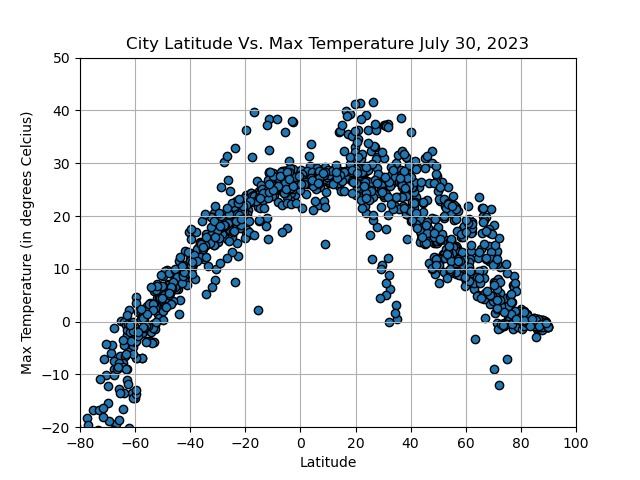 City Latitude Vs. Max Temperature July 30, 2023
Max Temperature (in degrees Celcius)
50
40
30
20
10
0
−10
−20
−80 −60 −40 −20 0 20 40 60 80 100
Latitude